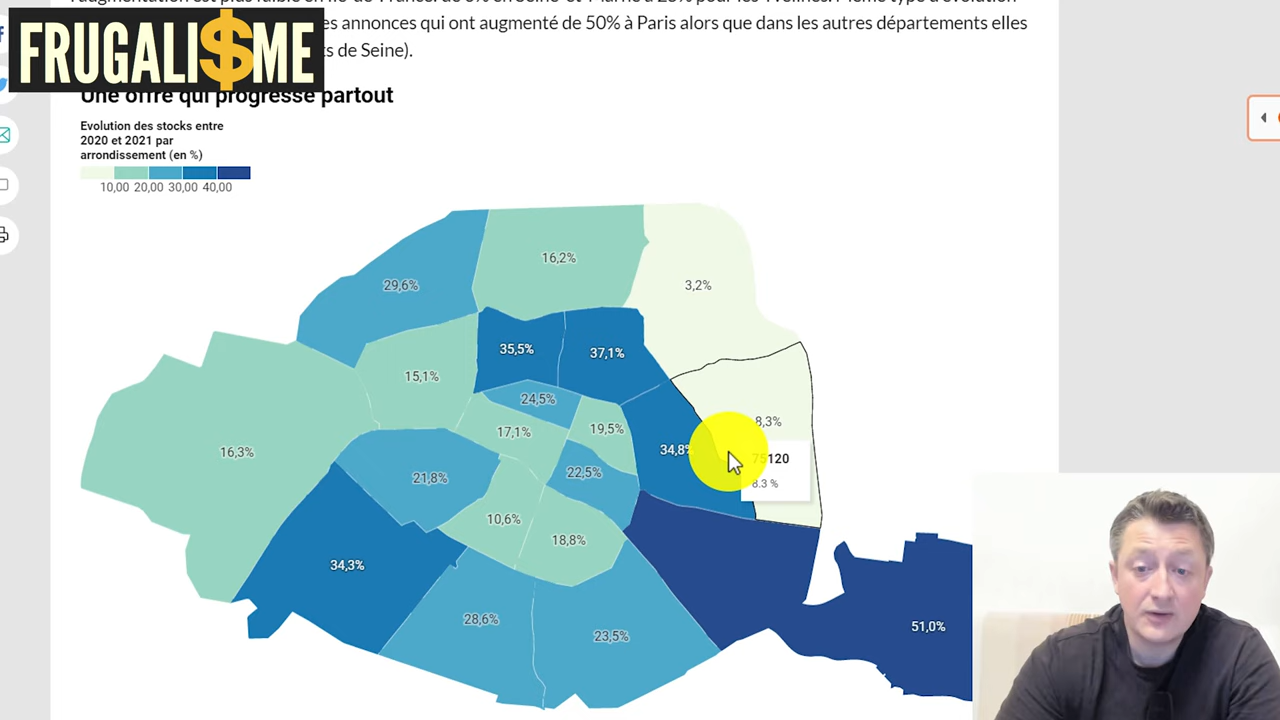 FRUGALI$ME
es annonces qui ont augmenté de 50% à Paris alors que dans les autres départements elles
ts de Seine).
Une offre qui progresse partout
Evolution des stocks entre
2020 et 2021 par
arrondissement (en %)
10,00 20,00 30,00 40,00
16,2%
29,6%
3,2%
35,5%
37,1%
15,1%
24,5%
8,3%
17,1%
19,5%
34,8%
16,3%
75120
22,5%
21,8%
8.3 %
10,6%
18,8%
34,3%
28,6%
51,0%
23,5%